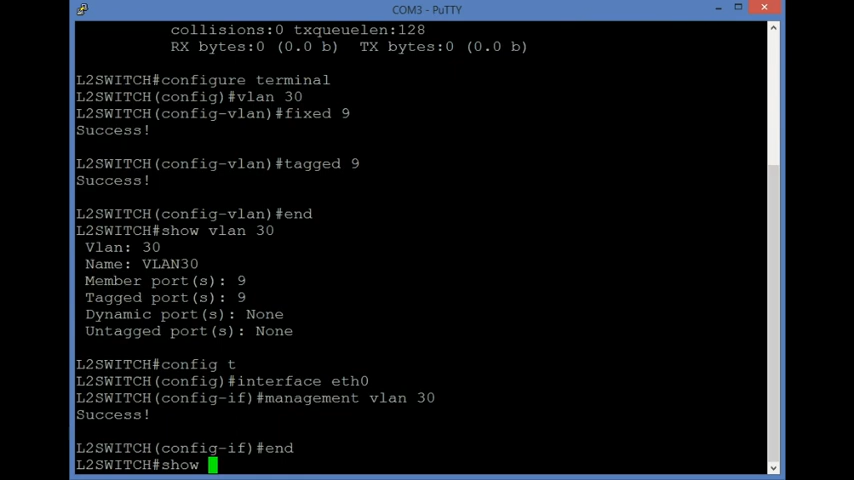 COM3 - PuTTY
collisions:0 txqueuelen:128
RX bytes:0 (0.0 b)  TX bytes:0 (0.0 b)
L2SWITCH#configure terminal
L2SWITCH(config)#vlan 30
L2SWITCH(config-vlan)#fixed 9
Success!
L2SWITCH(config-vlan)#tagged 9
Success!
L2SWITCH(config-vlan)#end
L2SWITCH#show vlan 30
Vlan: 30
Name: VLAN30
Member port(s): 9
Tagged port(s): 9
Dynamic port(s): None
Untagged port(s): None
L2SWITCH#config t
L2SWITCH(config)#interface eth0
L2SWITCH(config-if)#management vlan 30
Success!
L2SWITCH(config-if)#end
L2SWITCH#show